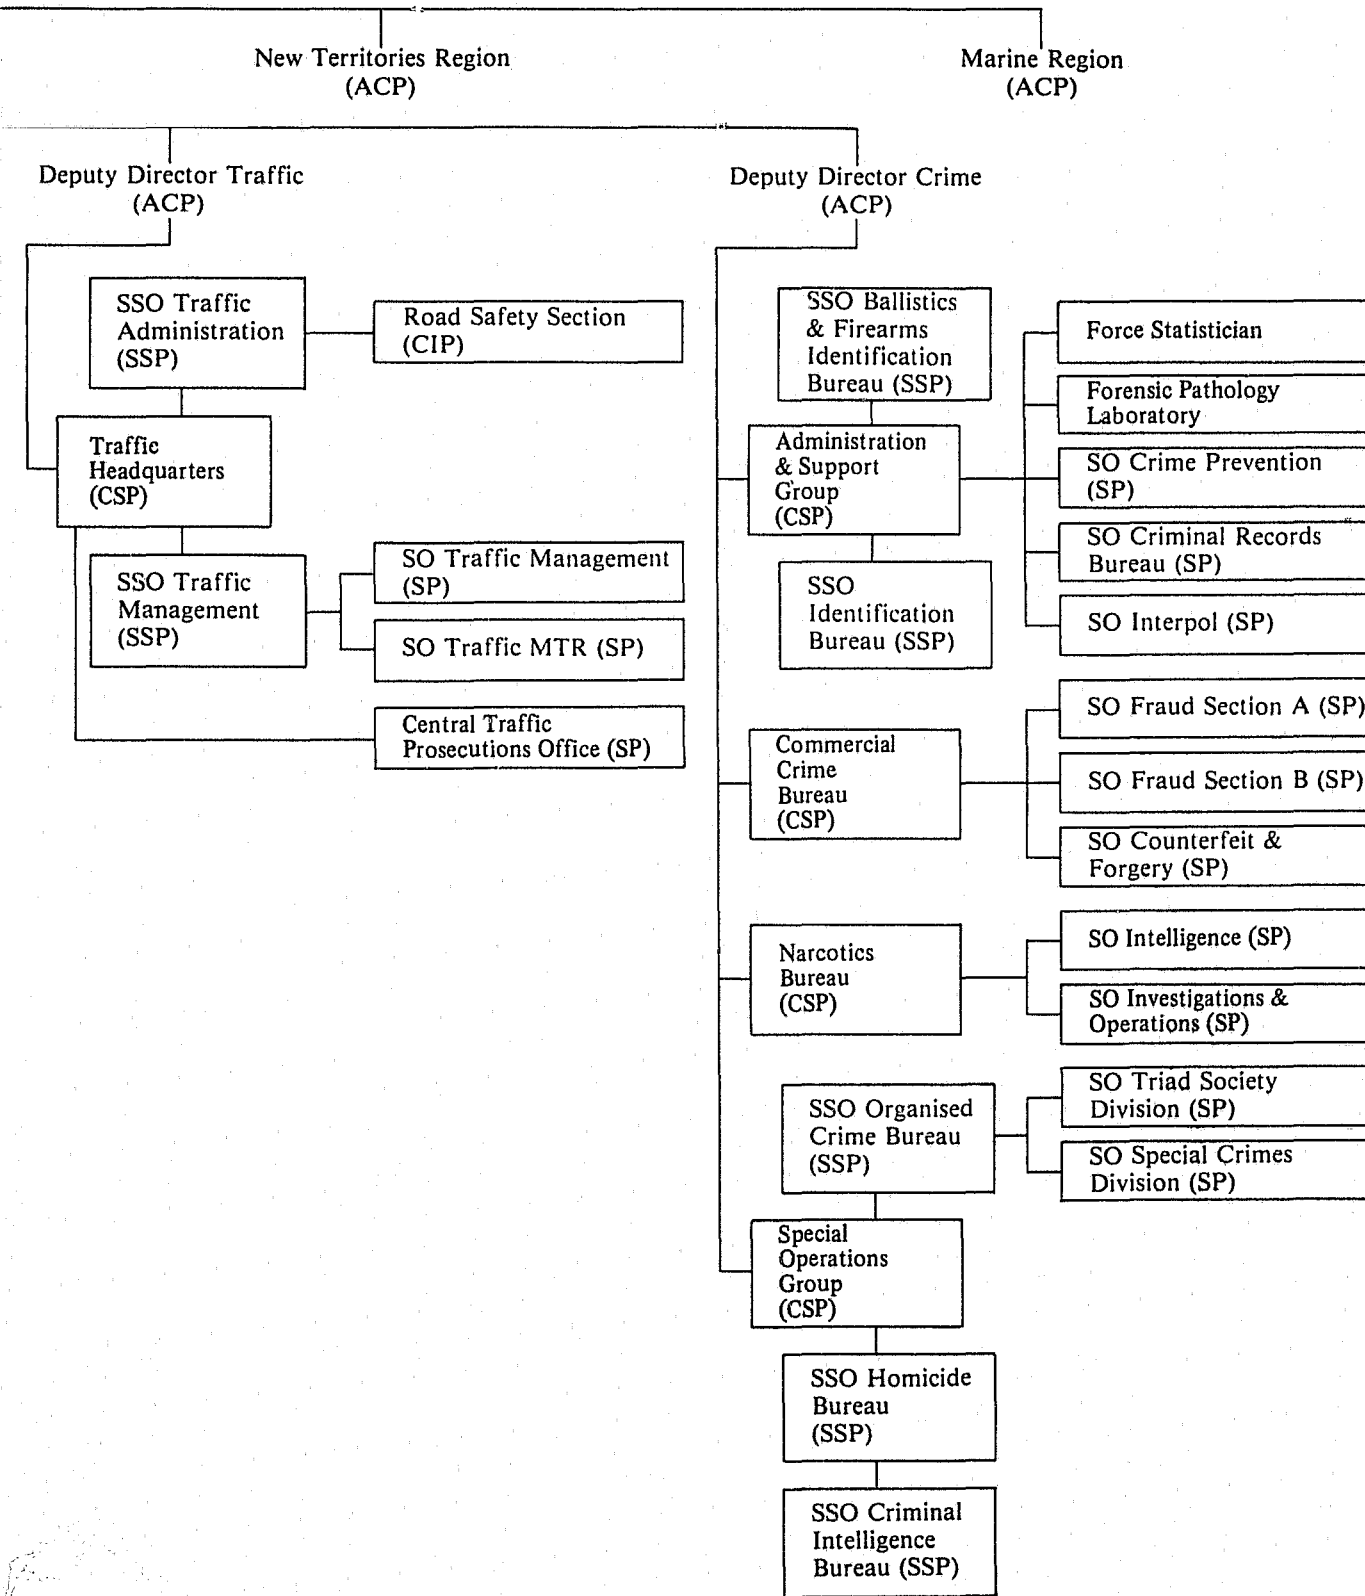 New Territories Region
(ACP)
Marine Region
(ACP)
Deputy Director Traffic
(ACP)
Deputy Director Crime
(ACP)
SSO Traffic
Administration
(SSP)
Road Safety Section
(CIP)
Traffic
Headquarters
(CSP)
SSO Traffic
Management
(SSP)
SO Traffic Management
(SP)
SO Traffic MTR (SP)
Central Traffic
Prosecutions Office (SP)
SSO Ballistics
& Firearms
Identification
Bureau (SSP)
Administration
& Support
Group
(CSP)
SSO
Identification
Bureau (SSP)
Force Statistician
Forensic Pathology
Laboratory
SO Crime Prevention
(SP)
SO Criminal Records
Bureau (SP)
SO Interpol (SP)
Commercial
Crime
Bureau
(CSP)
SO Fraud Section A (SP)
SO Fraud Section B (SP)
SO Counterfeit &
Forgery (SP)
Narcotics
Bureau
(CSP)
SO Intelligence (SP)
SO Investigations &
Operations (SP)
SSO Organised
Crime Bureau
(SSP)
SO Triad Society
Division (SP)
SO Special Crimes
Division (SP)
Special
Operations
Group
(CSP)
SSO Homicide
Bureau
(SSP)
SSO Criminal
Intelligence
Bureau (SSP)